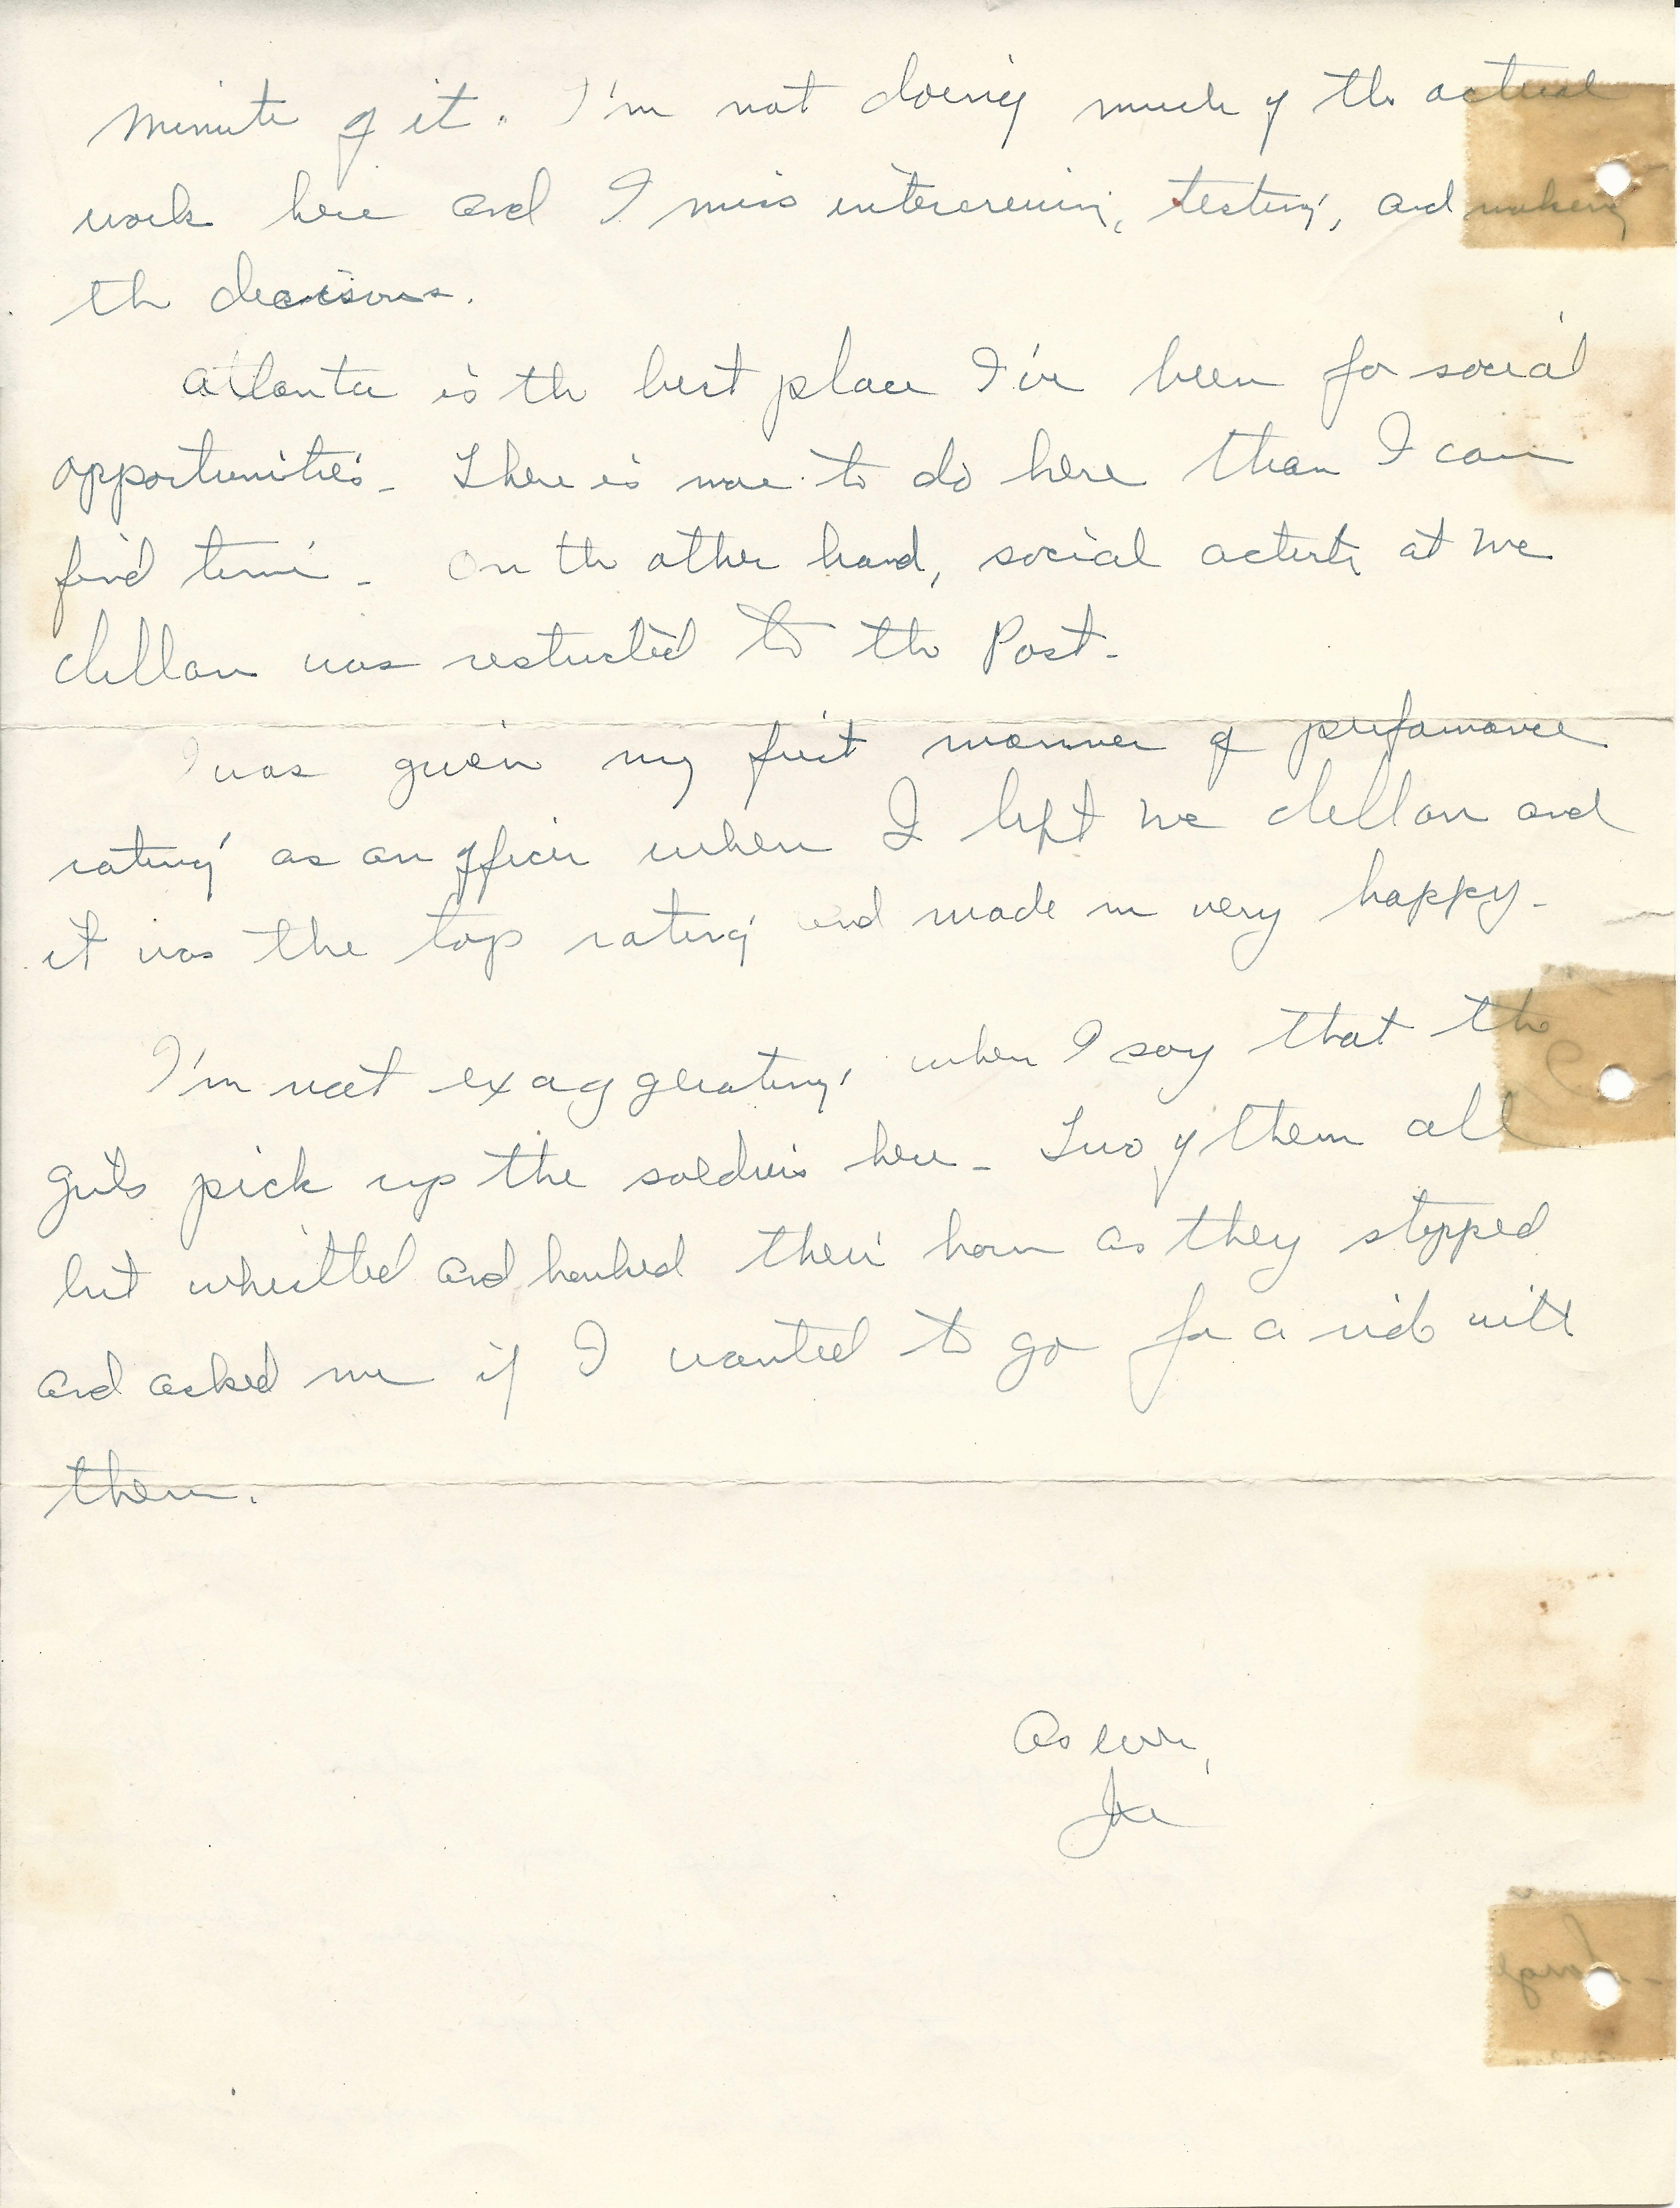 minute of it. I'm not doing much of the actual
work here and I miss interviewing, testing, and making
the decisions.
Atlanta is the best place I've been for social
opportunities. There is more to do here than I can
find time. On the other hand, social activity at Mc
Clellan was restricted to the Post.
I was given my first manner of performance
rating as an officer when I left Mc Clellan and
it was the top rating and made me very happy.
I'm not exaggerating, when I say that the
girls pick up the soldiers here. Two of them all
but whistled and honked their horn as they stopped
and asked me if I wanted to go for a ride with
them.
As ever,
Joe